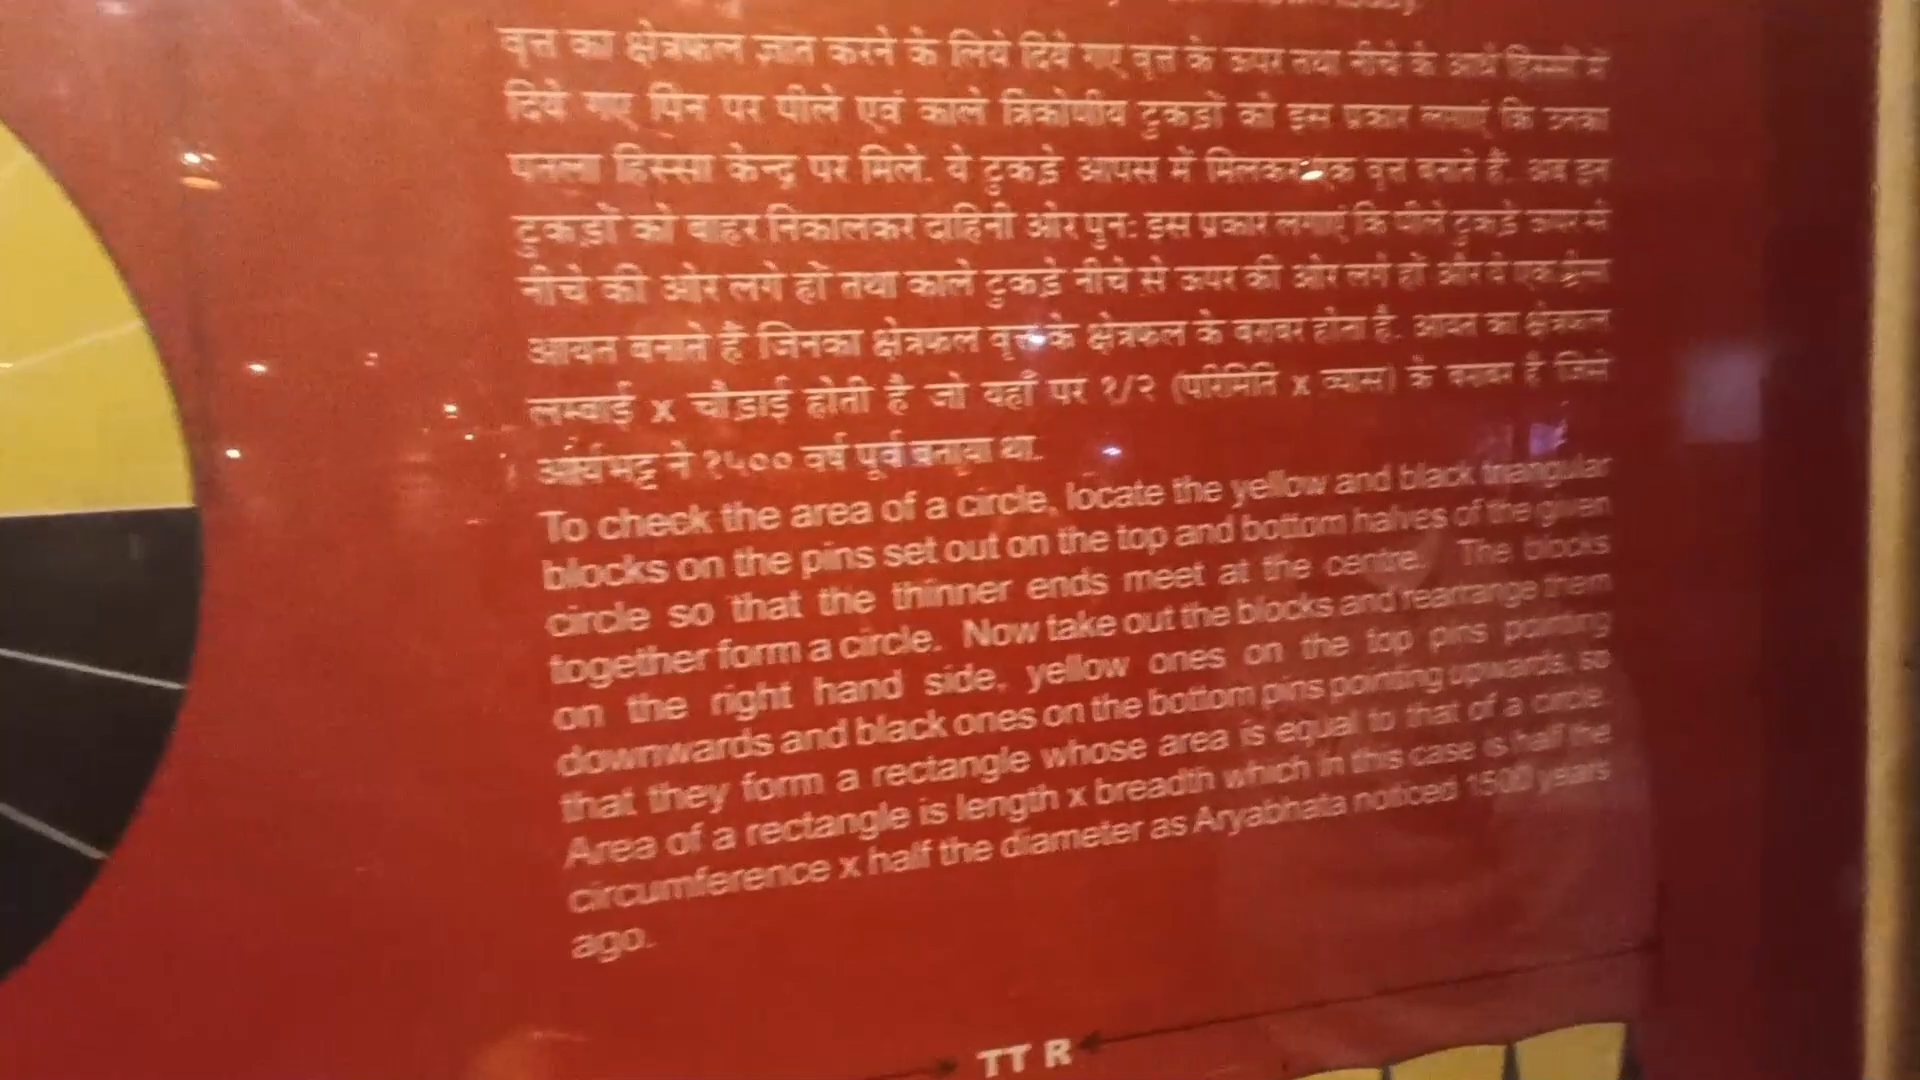 वृत्त का क्षेत्रफल ज्ञात करने के लिये दिये गए वृत्त के ऊपर तथा नीचे के आधे हिस्सों में
दिये गए पिन पर पीले एवं काले त्रिकोणीय टुकड़ों को इस प्रकार लगाएं कि उनका
पतला हिस्सा केन्द्र पर मिले. ये टुकड़े आपस में मिलकर एक वृत्त बनाते हैं. अब इन
टुकड़ों को बाहर निकालकर दाहिनी ओर पुनः इस प्रकार लगाएं कि पीले टुकड़े ऊपर से
नीचे की ओर लगे हों तथा काले टुकड़े नीचे से ऊपर की ओर लगे हों और ये एक ऐसा
आयत बनाते हैं जिनका क्षेत्रफल वृत्त के क्षेत्रफल के बराबर होता है. आयत का क्षेत्रफल
लम्बाई x चौड़ाई होती है जो यहाँ पर १/२ (परिमिति x व्यास) के बराबर है जिसे
आर्यभट्ट ने १५०० वर्ष पूर्व बताया था.
To check the area of a circle, locate the yellow and black triangular
blocks on the pins set out on the top and bottom halves of the given
circle so that the thinner ends meet at the centre. The blocks
together form a circle. Now take out the blocks and rearrange them
on the right hand side, yellow ones on the top pins pointing
downwards and black ones on the bottom pins pointing upwards, so
that they form a rectangle whose area is equal to that of a circle.
Area of a rectangle is length x breadth which in this case is half the
circumference x half the diameter as Aryabhata noticed 1500 years
ago.
TT R